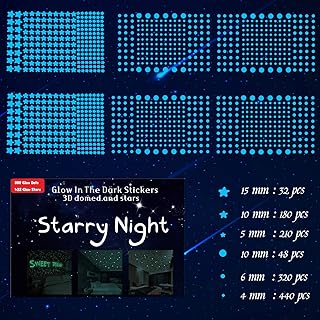 Glow In The Dark Stickers
3D domed and stars
Starry Night
SWEET
15 mm : 32 pcs
10 mm : 180 pcs
5 mm : 210 pcs
10 mm : 48 pcs
6 mm : 320 pcs
4 mm : 440 pcs